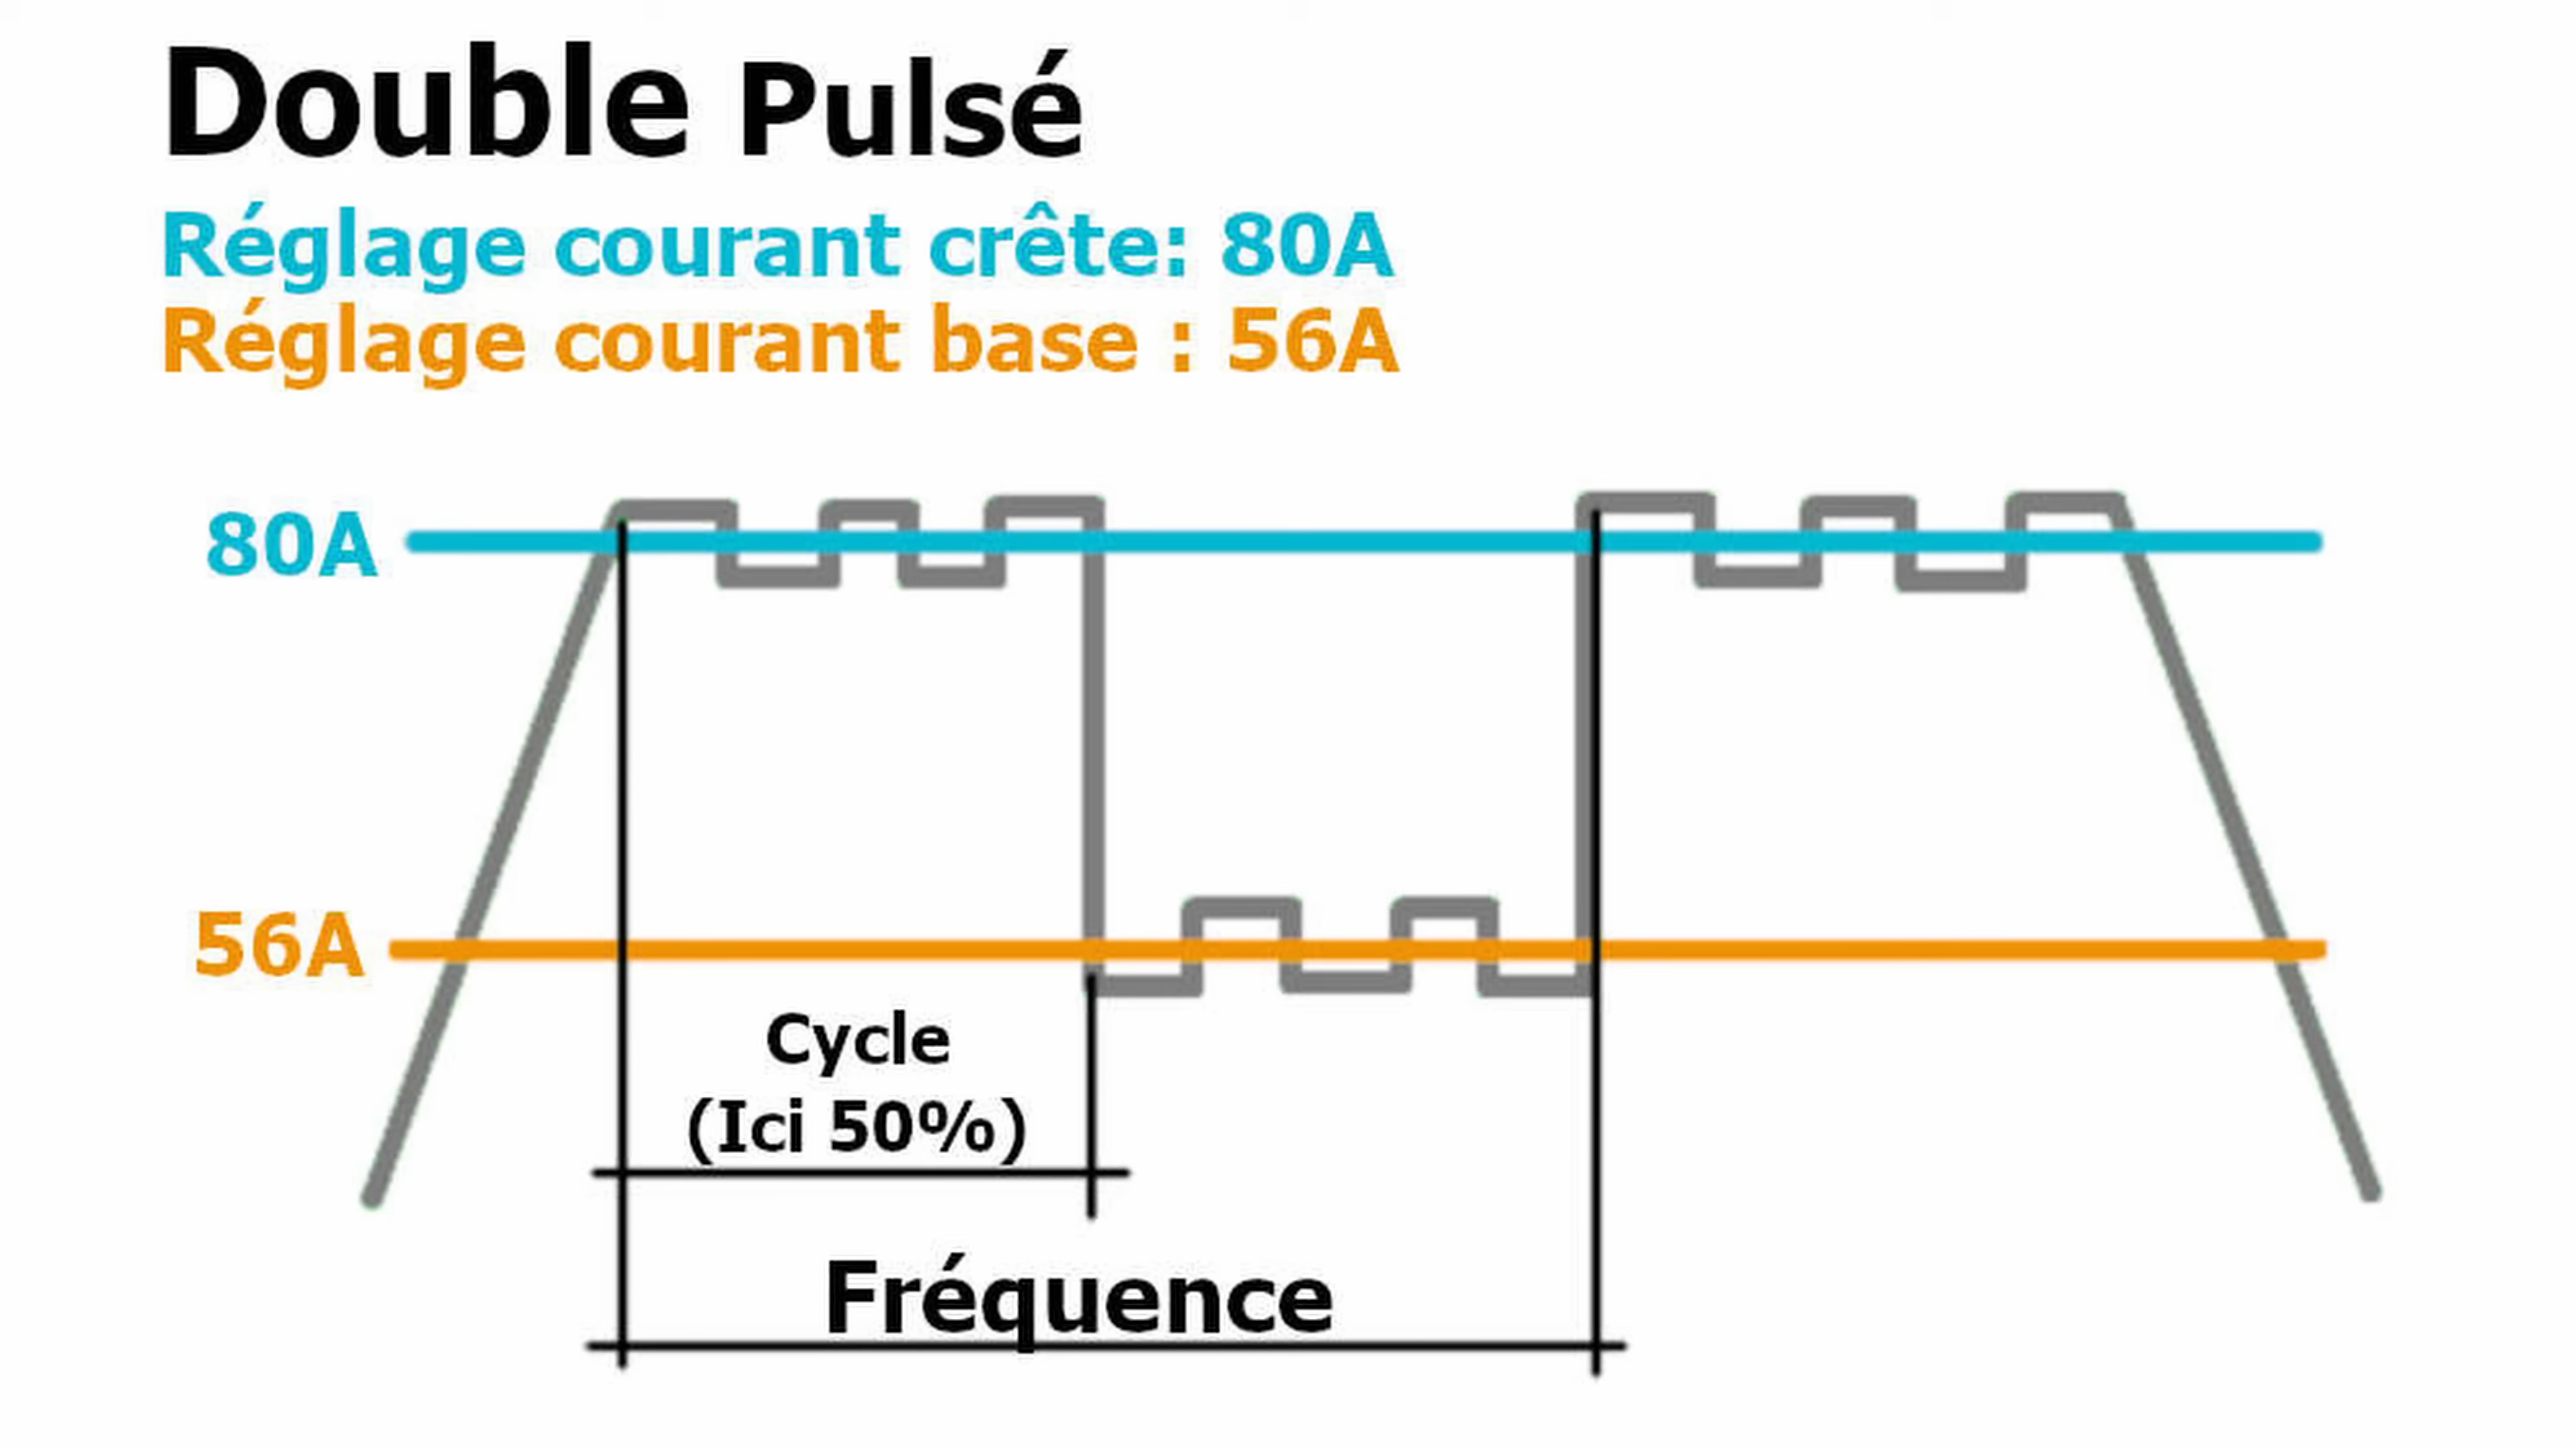 Double Pulsé
Réglage courant crête: 80A
Réglage courant base : 56A
80A
56A
Cycle
(Ici 50%)
Fréquence